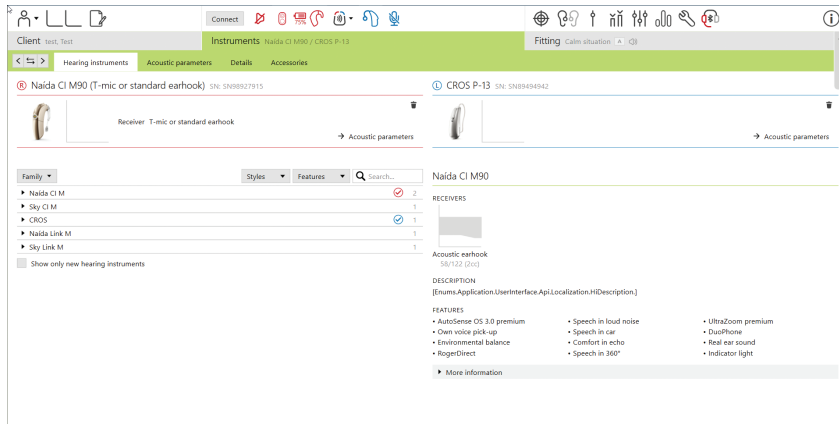 Connect
75%
Client test, Test
Instruments Naída CI M90 / CROS P-13
Fitting Calm situation A
Hearing instruments Acoustic parameters Details Accessories
R Naída CI M90 (T-mic or standard earhook) SN: SN98927915
Receiver T-mic or standard earhook
→ Acoustic parameters
L CROS P-13 SN: SN89494942
→ Acoustic parameters
Family Styles Features Search...
Naída CI M 2
Sky CI M 1
CROS 1
Naída Link M 1
Sky Link M 1
Show only new hearing instruments
Naída CI M90
RECEIVERS
Acoustic earhook
58/122 [2cc]
DESCRIPTION
[Enums.Application.UserInterface.Api.Localization.HiDescription.]
FEATURES
• AutoSense OS 3.0 premium
• Own voice pick-up
• Environmental balance
• RogerDirect
• Speech in loud noise
• Speech in car
• Comfort in echo
• Speech in 360°
• UltraZoom premium
• DuoPhone
• Real ear sound
• Indicator light
More information